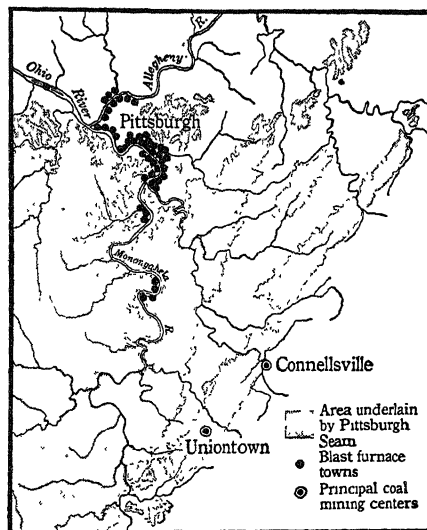 Ohio
River
Allegheny
R.
Pittsburgh
Monongahela
R.
Connellsville
Uniontown
Area underlain
by Pittsburgh
Seam
Blast furnace
towns
Principal coal
mining centers